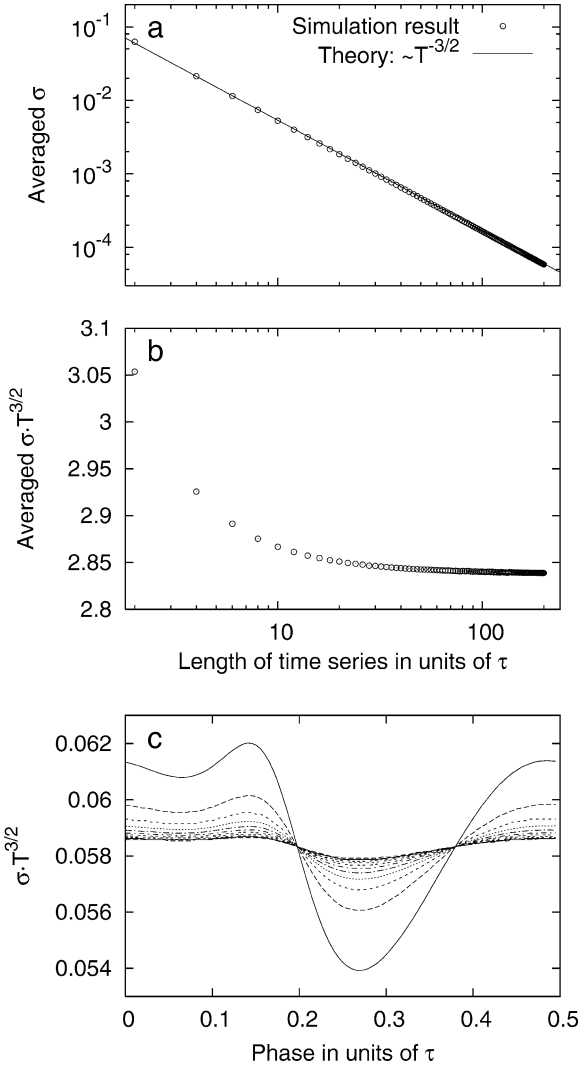 a
Simulation result
Theory: ~T^-3/2
Averaged σ
10^-1
10^-2
10^-3
10^-4
b
Averaged σ·T^3/2
3.1
3.05
3
2.95
2.9
2.85
2.8
10 100
Length of time series in units of τ
c
σ·T^3/2
0.062
0.06
0.058
0.056
0.054
0 0.1 0.2 0.3 0.4 0.5
Phase in units of τ